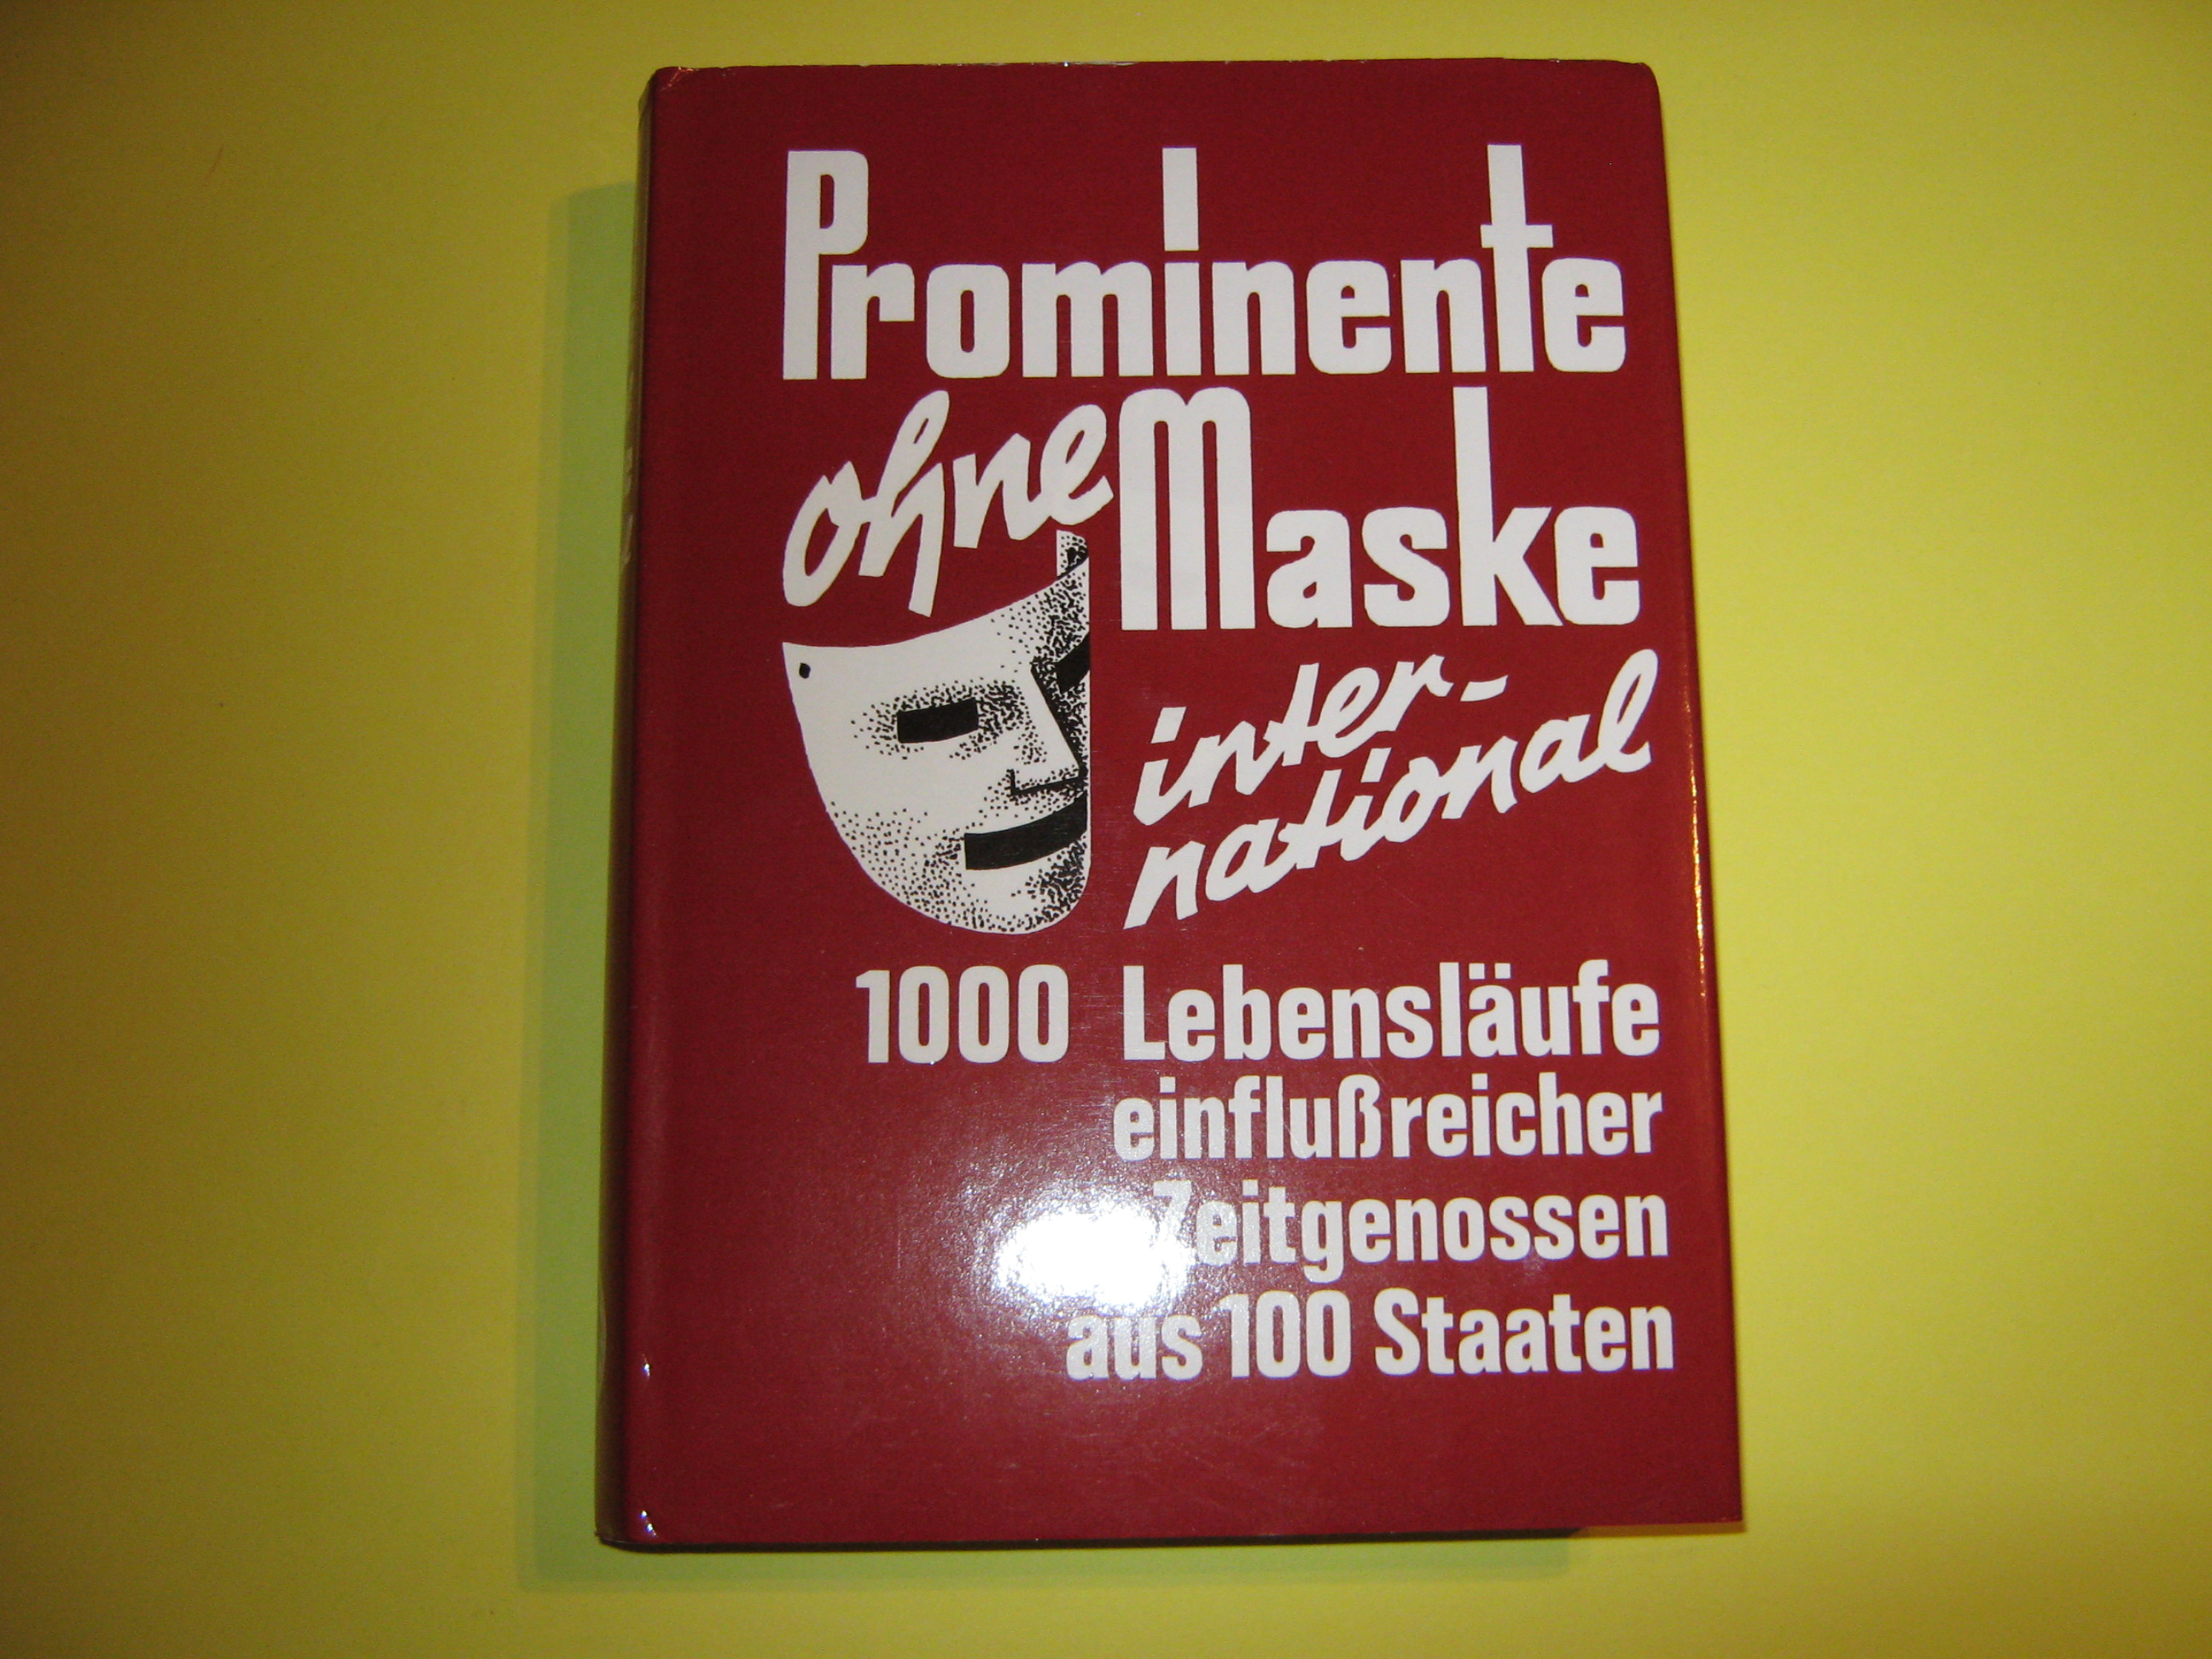 Prominente
ohne Maske
inter-
national
1000 Lebensläufe
einflußreicher
Zeitgenossen
aus 100 Staaten